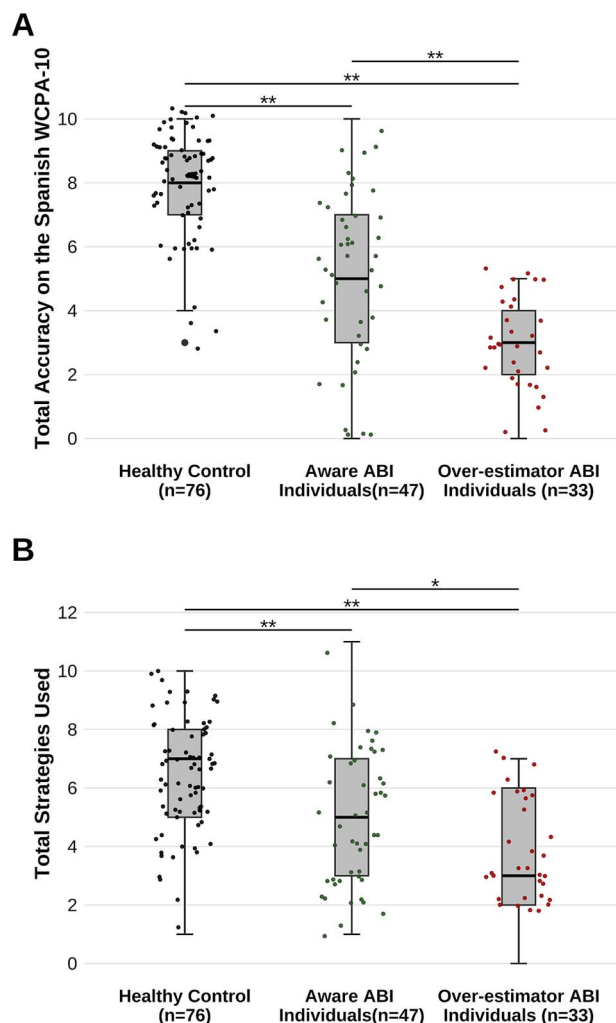 A
Total Accuracy on the Spanish WCPA-10
**
**
**
10
8
6
4
2
0
Healthy Control
(n=76)
Aware ABI
Individuals(n=47)
Over-estimator ABI
Individuals (n=33)
B
Total Strategies Used
*
**
**
12
10
8
6
4
2
0
Healthy Control
(n=76)
Aware ABI
Individuals(n=47)
Over-estimator ABI
Individuals (n=33)